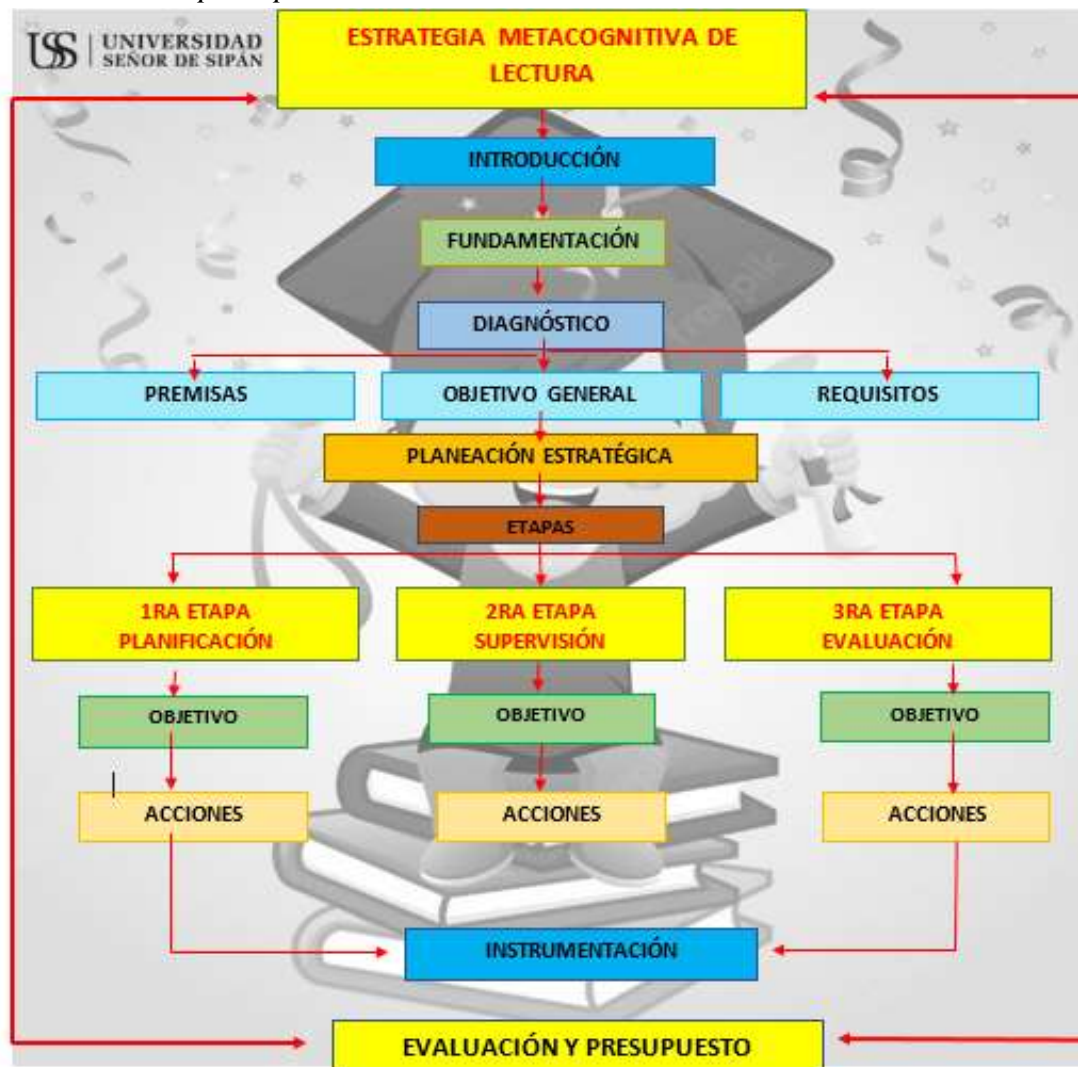 USS UNIVERSIDAD
SEÑOR DE SIPÁN
ESTRATEGIA METACOGNITIVA DE
LECTURA
INTRODUCCIÓN
FUNDAMENTACIÓN
DIAGNÓSTICO
PREMISAS
OBJETIVO GENERAL
REQUISITOS
PLANEACIÓN ESTRATÉGICA
ETAPAS
1RA ETAPA
PLANIFICACIÓN
2RA ETAPA
SUPERVISIÓN
3RA ETAPA
EVALUACIÓN
OBJETIVO
OBJETIVO
OBJETIVO
ACCIONES
ACCIONES
ACCIONES
INSTRUMENTACIÓN
EVALUACIÓN Y PRESUPUESTO